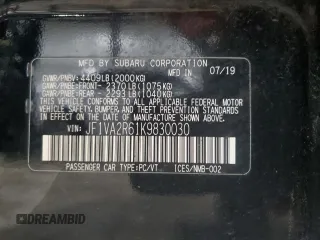 MFD BY SUBARU CORPORATION
GVWR/PNBV: 4409LB(2000KG) 07/19
GAWR/PNBE:FRONT- 2370LB(1075KG)
GAWR/PNBE:REAR - 2293LB(1040KG)
THIS VEHICLE CONFORMS TO ALL APPLICABLE FEDERAL MOTOR
VEHICLE SAFETY, BUMPER, AND THEFT PREVENTION STANDARDS
IN EFFECT ON THE DATE OF MANUFACTURE SHOWN ABOVE.
VIN: JF1VA2R61K9830030
PASSENGER CAR TYPE:PC/VT ICES/NMB-002
DREAMBID